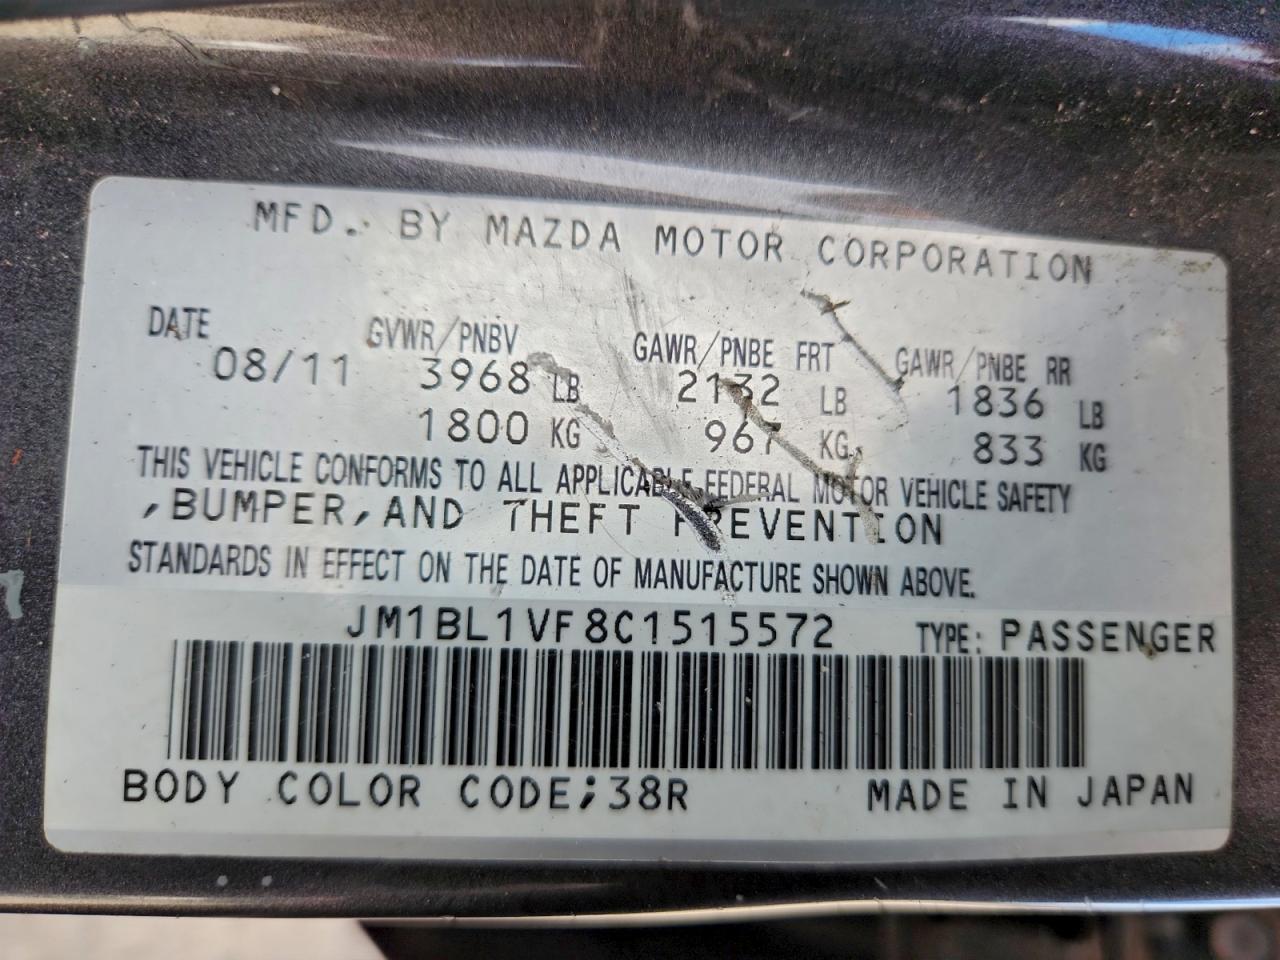 MFD. BY MAZDA MOTOR CORPORATION
DATE GVWR/PNBV GAWR/PNBE FRT GAWR/PNBE RR
08/11 3968 LB 2132 LB 1836 LB
1800 KG 967 KG 833 KG
THIS VEHICLE CONFORMS TO ALL APPLICABLE FEDERAL MOTOR VEHICLE SAFETY
,BUMPER,AND THEFT PREVENTION
STANDARDS IN EFFECT ON THE DATE OF MANUFACTURE SHOWN ABOVE.
JM1BL1VF8C1515572 TYPE: PASSENGER
BODY COLOR CODE;38R MADE IN JAPAN